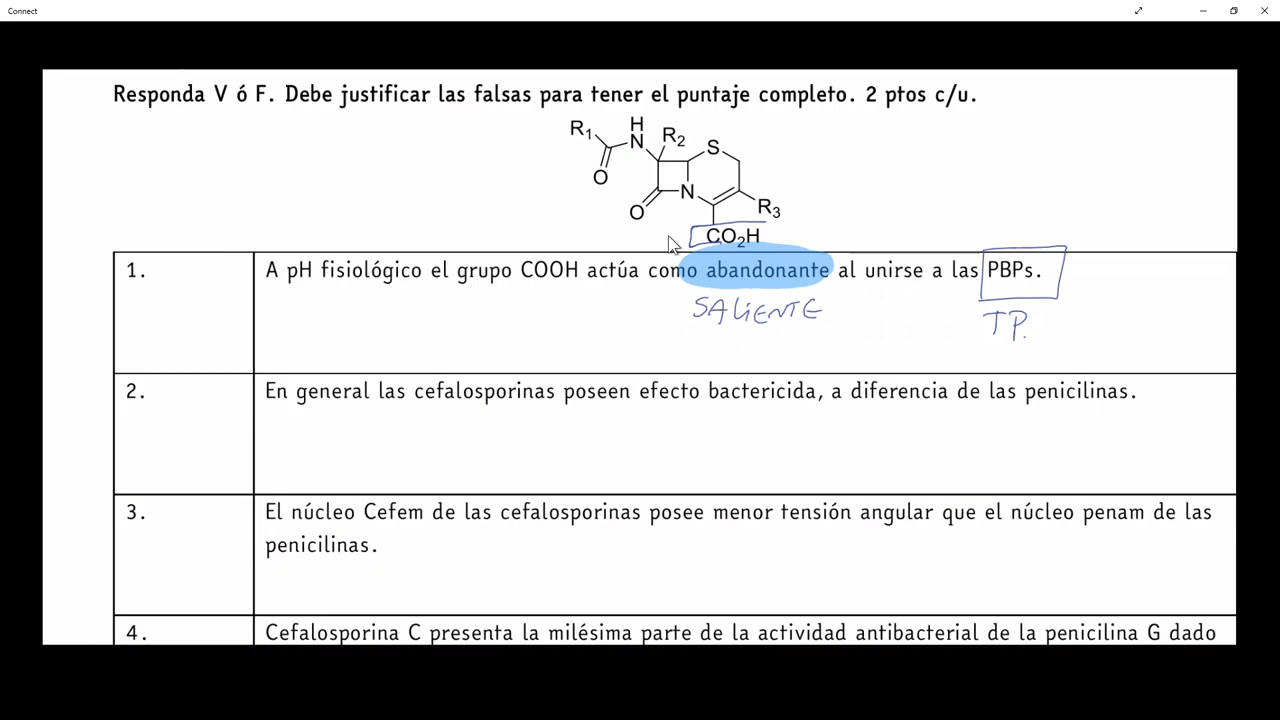 Connect
Responda V ó F. Debe justificar las falsas para tener el puntaje completo. 2 ptos c/u.
R1
H
N
R2
S
O
N
O
R3
CO2H
1. A pH fisiológico el grupo COOH actúa como abandonante al unirse a las PBPs.
SALIENTE
TP.
2. En general las cefalosporinas poseen efecto bactericida, a diferencia de las penicilinas.
3. El núcleo Cefem de las cefalosporinas posee menor tensión angular que el núcleo penam de las
penicilinas.
4. Cefalosporina C presenta la milésima parte de la actividad antibacterial de la penicilina G dado